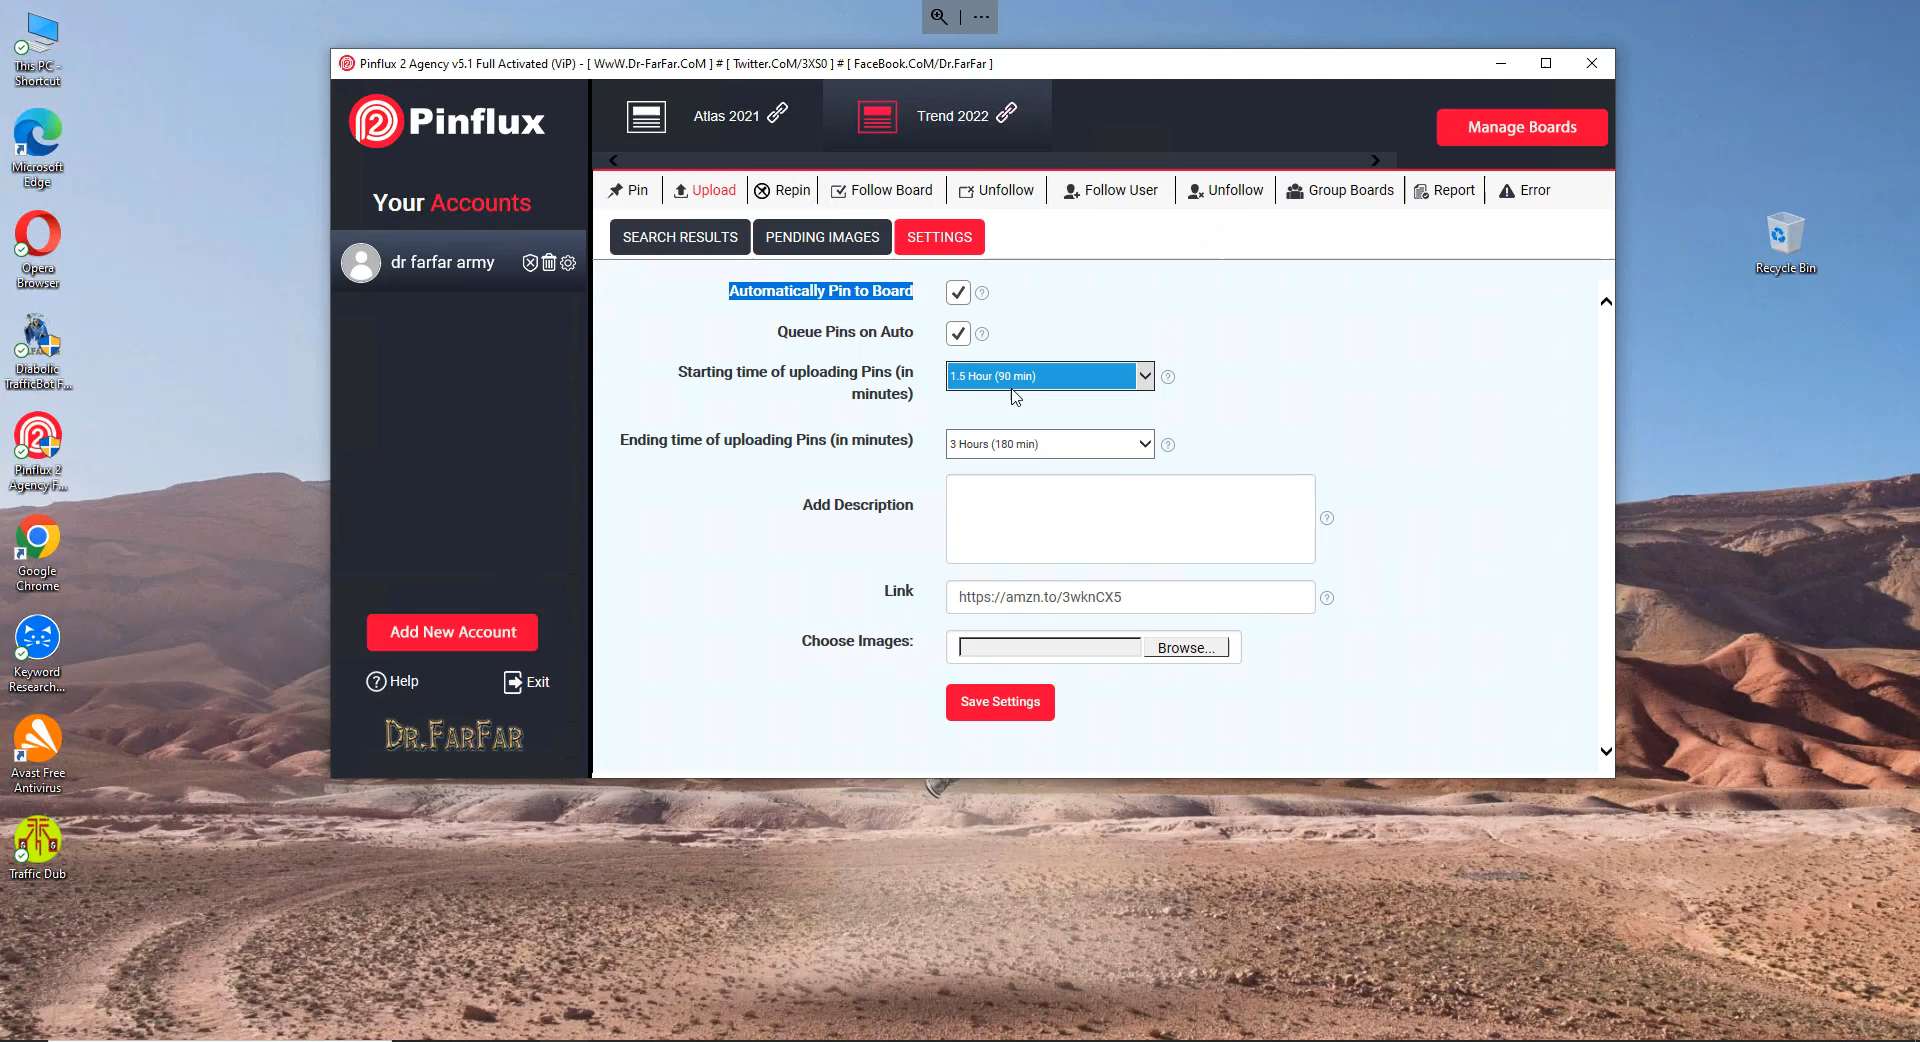 This PC -
Shortcut
Microsoft
Edge
Opera
Browser
Diabolic
TrafficBot F...
Pinflux 2
Agency F...
Google
Chrome
Keyword
Research...
Avast Free
Antivirus
Traffic Dub
Recycle Bin
Pinflux 2 Agency v5.1 Full Activated (ViP) - [ WwW.Dr-FarFar.CoM ] # [ Twitter.CoM/3XS0 ] # [ FaceBook.CoM/Dr.FarFar ]
Pinflux
Atlas 2021
Trend 2022
Manage Boards
Your Accounts
dr farfar army
Pin
Upload
Repin
Follow Board
Unfollow
Follow User
Unfollow
Group Boards
Report
Error
SEARCH RESULTS
PENDING IMAGES
SETTINGS
Automatically Pin to Board
Queue Pins on Auto
Starting time of uploading Pins (in
minutes)
1.5 Hour (90 min)
Ending time of uploading Pins (in minutes)
3 Hours (180 min)
Add Description
Link
https://amzn.to/3wknCX5
Choose Images:
Browse...
Save Settings
Add New Account
Help
Exit
Dr.FarFar